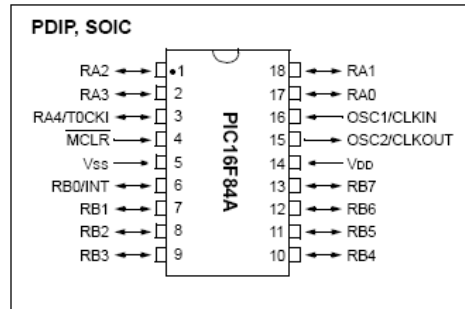 PDIP, SOIC
RA2 •1 18 RA1
RA3 2 17 RA0
RA4/T0CKI 3 16 OSC1/CLKIN
MCLR 4 15 OSC2/CLKOUT
Vss 5 14 VDD
RB0/INT 6 13 RB7
RB1 7 12 RB6
RB2 8 11 RB5
RB3 9 10 RB4
PIC16F84A